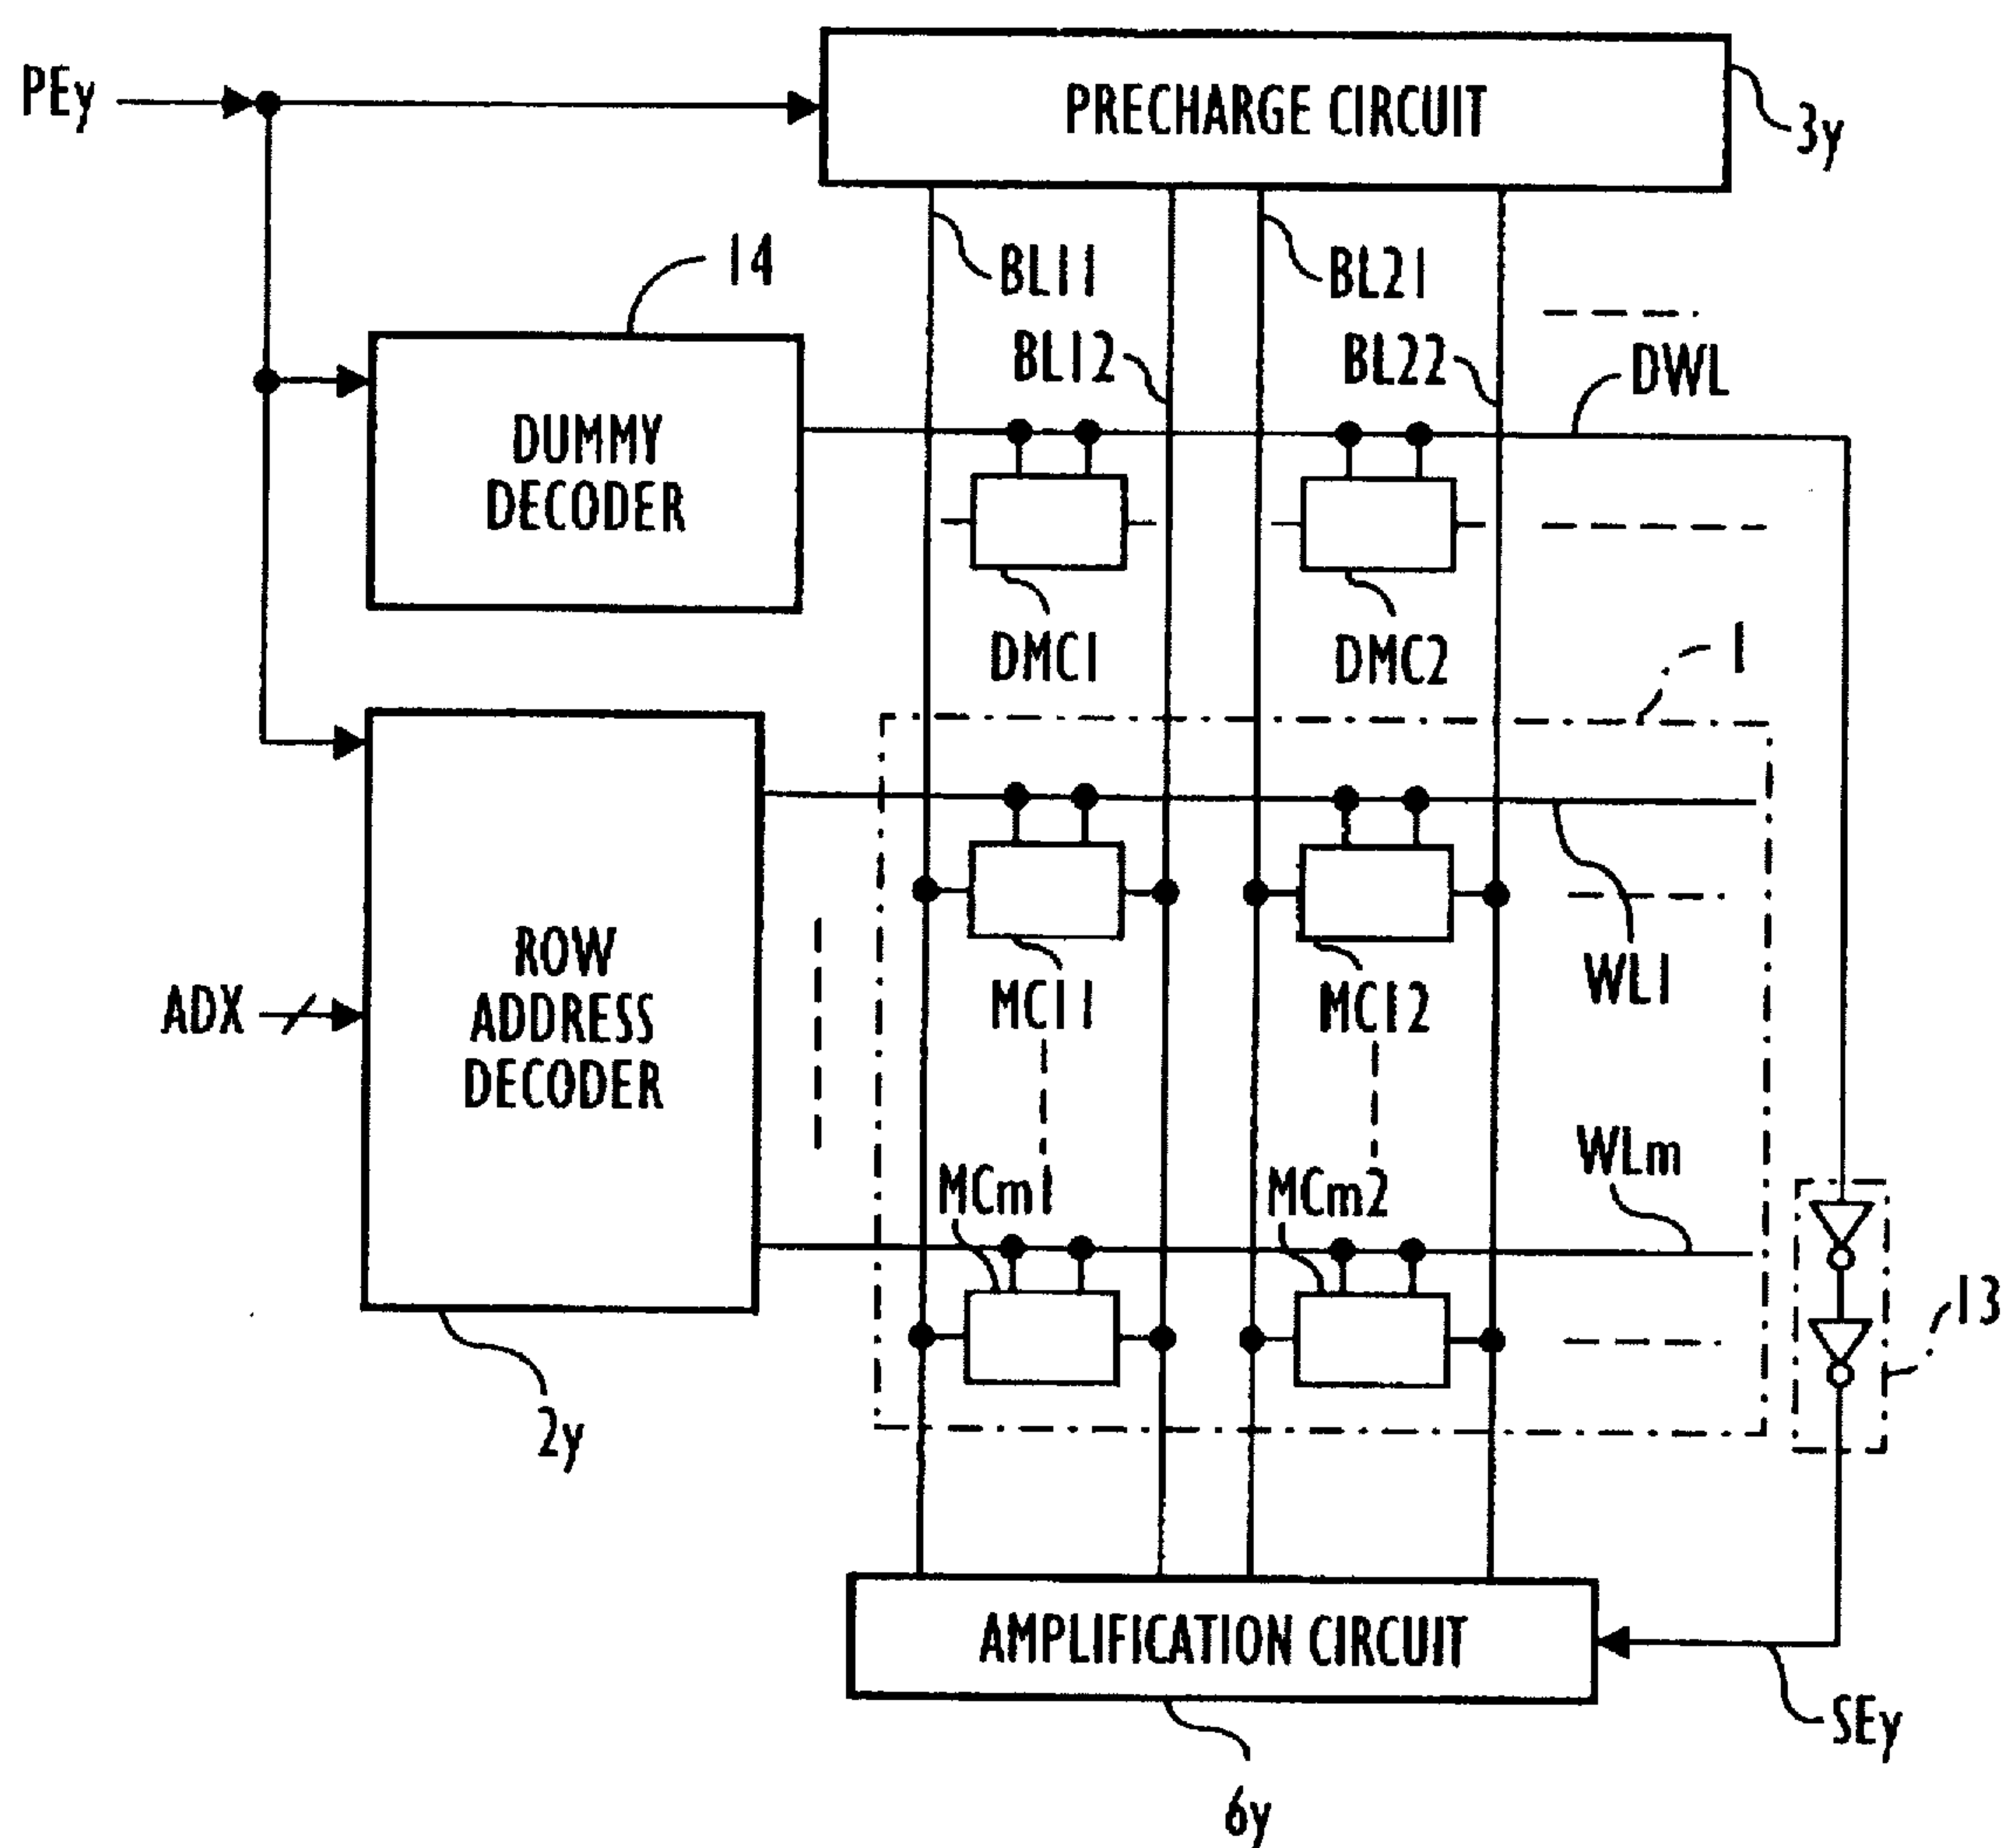 PEy
PRECHARGE CIRCUIT
3y
14
BL11
BL21
BL12
BL22
DWL
DUMMY
DECODER
DMC1
DMC2
1
ROW
ADDRESS
DECODER
ADX
MC11
MC12
WL1
MCm1
MCm2
WLm
13
2y
AMPLIFICATION CIRCUIT
SEy
6y